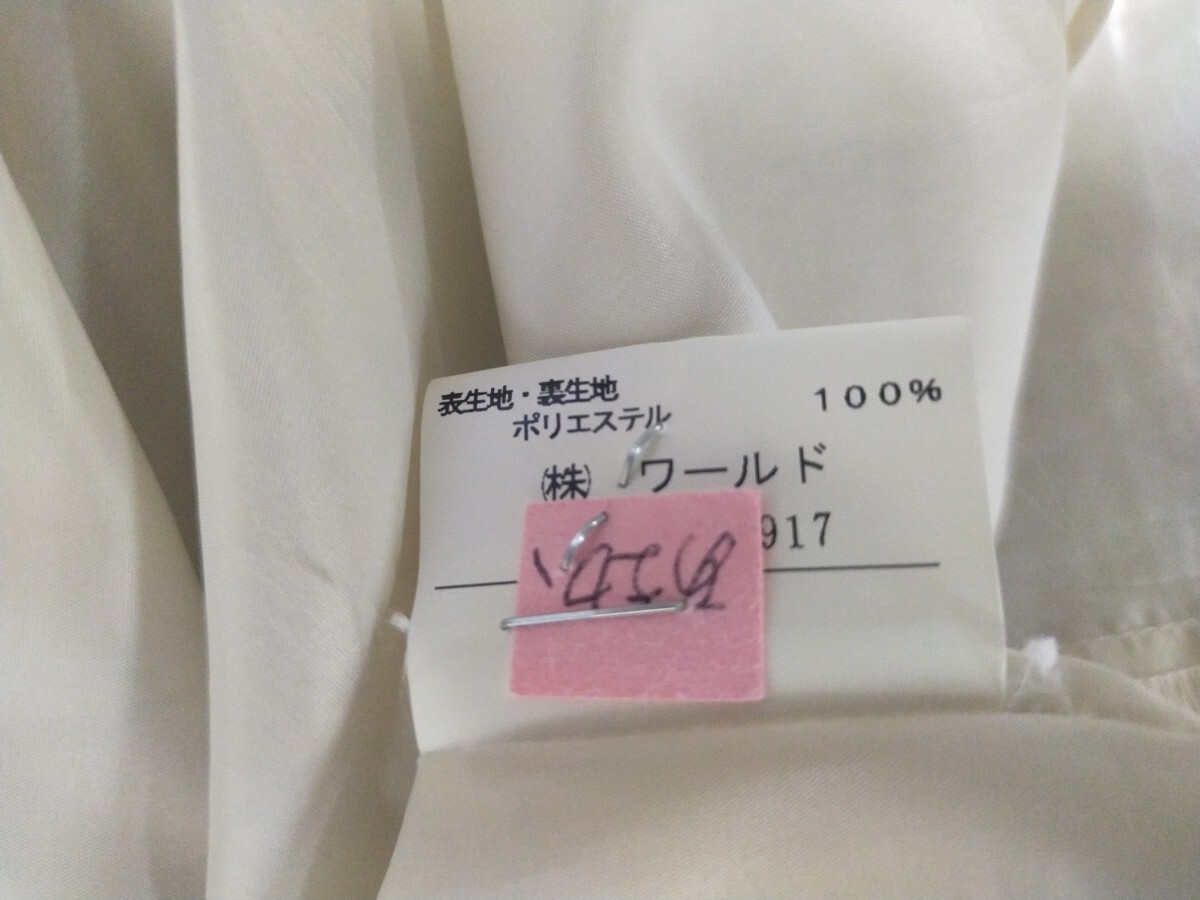 表生地・裏生地 100%
ポリエステル
㈱ ワールド
917